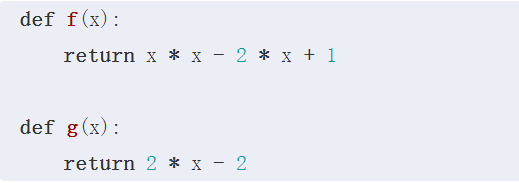 def f(x):
    return x * x - 2 * x + 1

def g(x):
    return 2 * x - 2